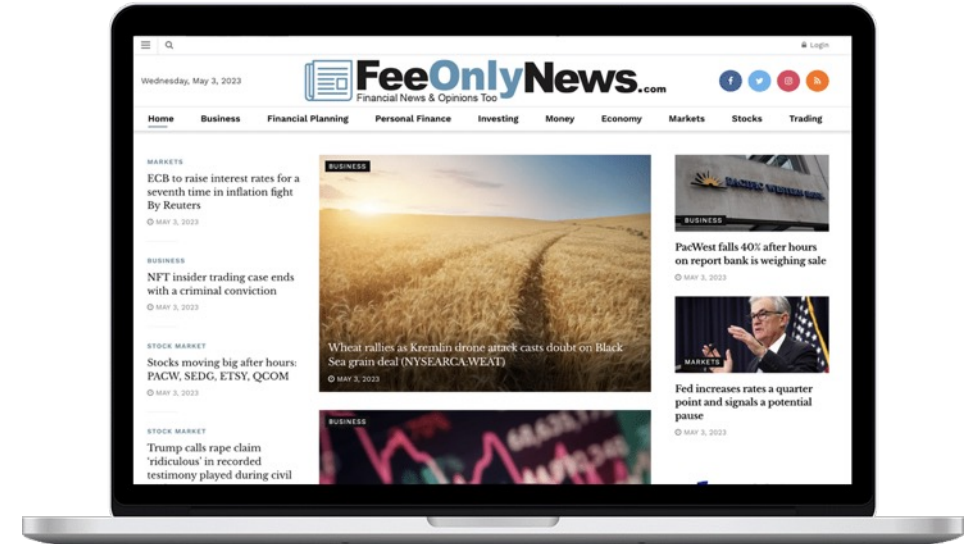 Login
Wednesday, May 3, 2023
FeeOnlyNews.com
Financial News & Opinions Too
Home Business Financial Planning Personal Finance Investing Money Economy Markets Stocks Trading
MARKETS
ECB to raise interest rates for a
seventh time in inflation fight
By Reuters
MAY 3, 2023
BUSINESS
NFT insider trading case ends
with a criminal conviction
MAY 3, 2023
STOCK MARKET
Stocks moving big after hours:
PACW, SEDG, ETSY, QCOM
MAY 3, 2023
STOCK MARKET
Trump calls rape claim
'ridiculous' in recorded
testimony played during civil
BUSINESS
Wheat rallies as Kremlin drone attack casts doubt on Black
Sea grain deal (NYSEARCA:WEAT)
MAY 3, 2023
BUSINESS
PACIFIC WESTERN BANK
BUSINESS
PacWest falls 40% after hours
on report bank is weighing sale
MAY 3, 2023
MARKETS
Fed increases rates a quarter
point and signals a potential
pause
MAY 3, 2023